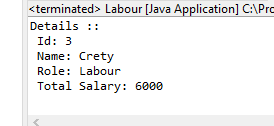 <terminated> Labour [Java Application] C:\Pro
Details ::
Id: 3
Name: Crety
Role: Labour
Total Salary: 6000